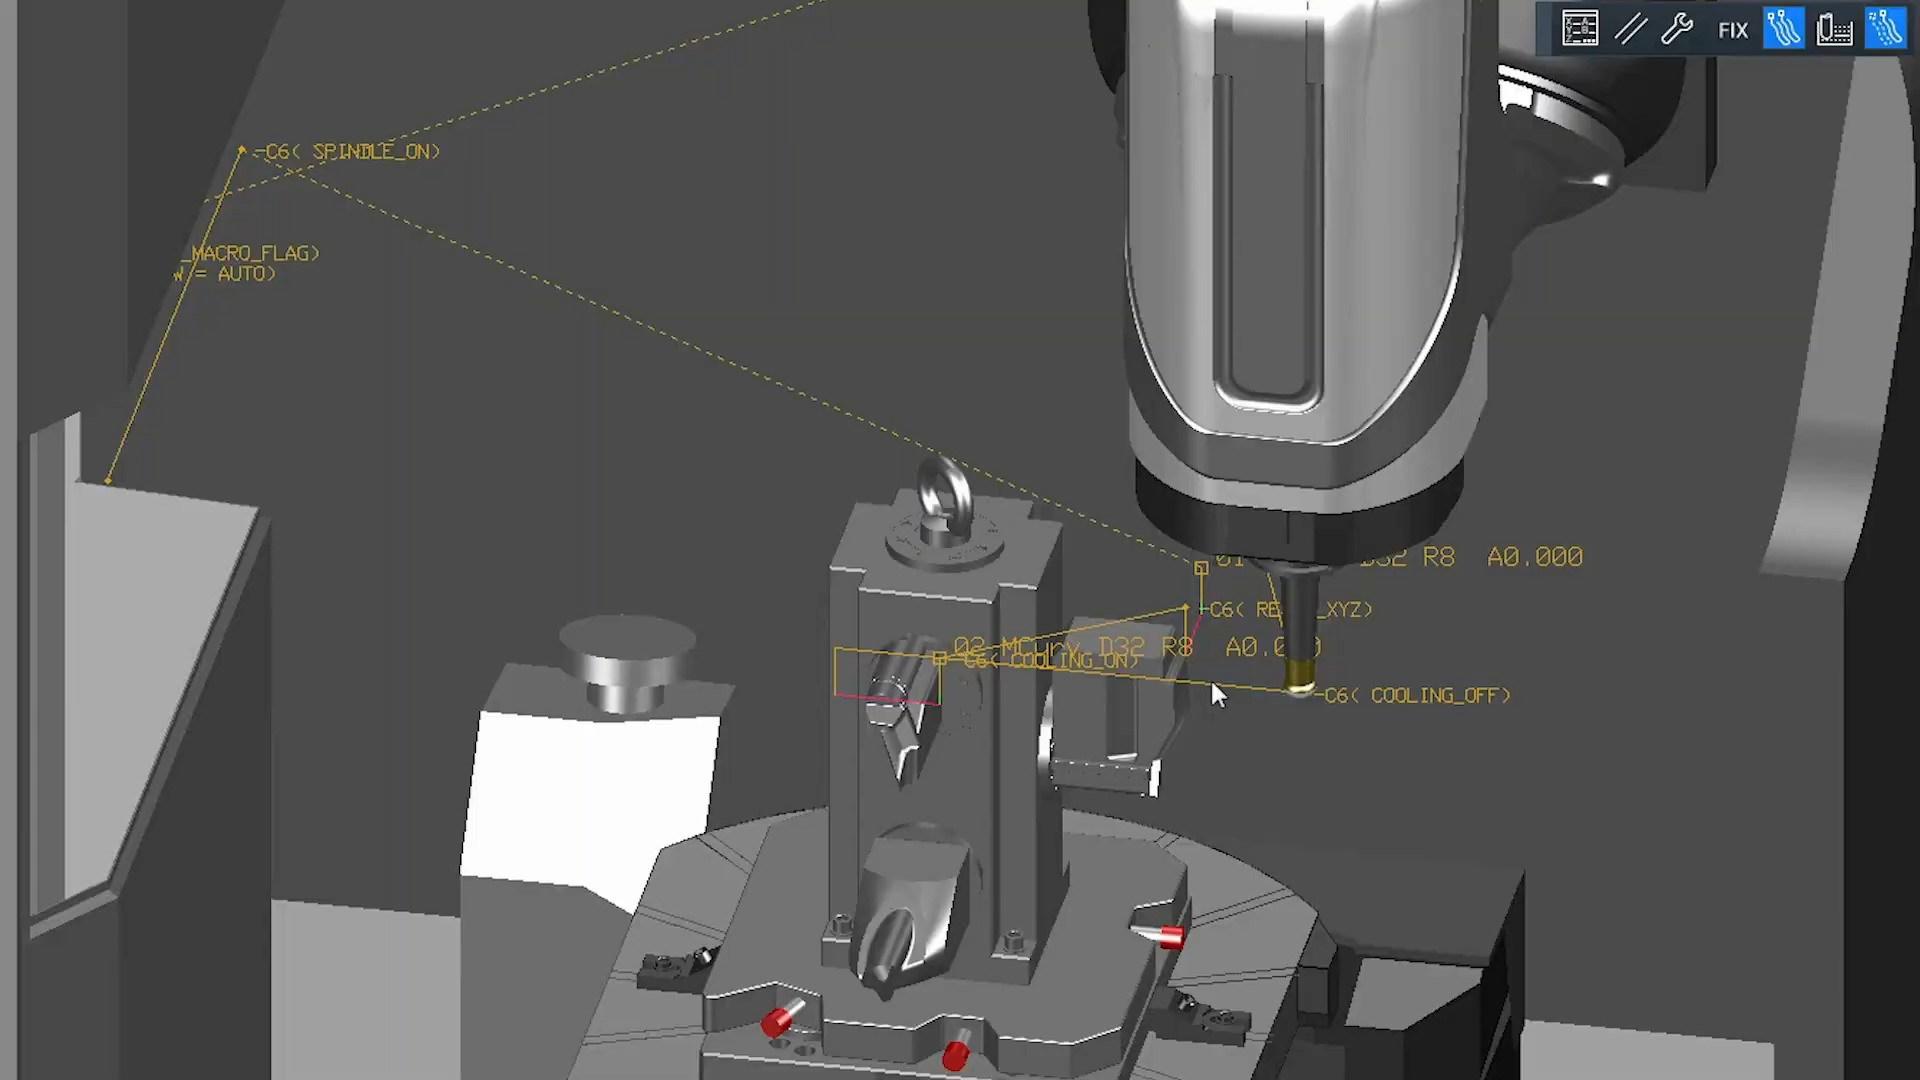 FIX
-C6( SPINDLE_ON)
_MACRO_FLAG)
= AUTO)
D32 R8 A0.000
-C6( RE _XYZ)
02 MCurv D32 R8 A0.0
-C6( COOLING_ON)
-C6( COOLING_OFF)